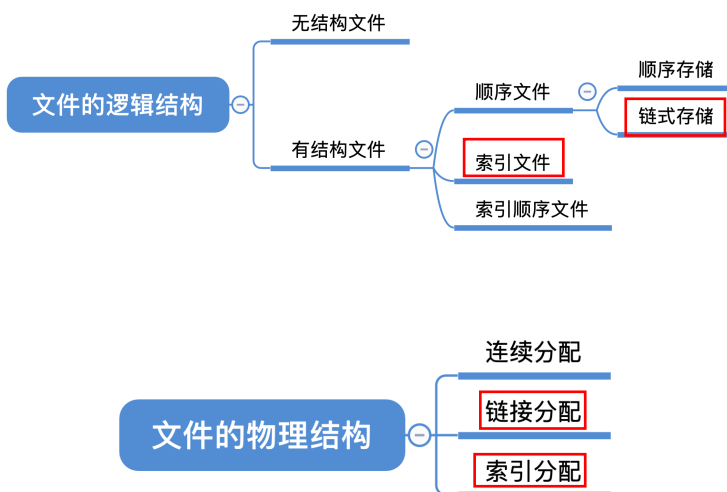 无结构文件
文件的逻辑结构
有结构文件
顺序文件
顺序存储
链式存储
索引文件
索引顺序文件
文件的物理结构
连续分配
链接分配
索引分配